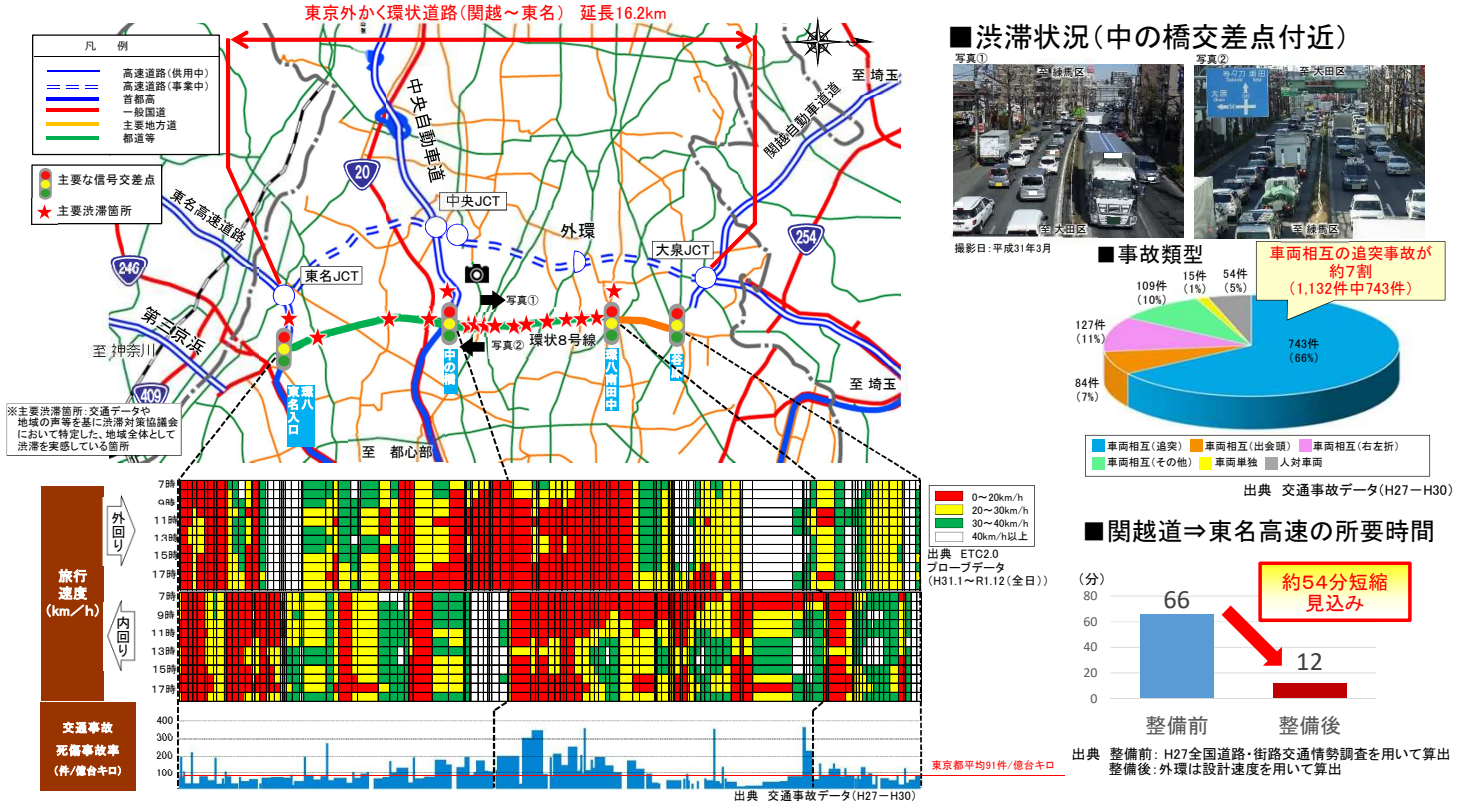 東京外かく環状道路(関越～東名)　延長16.2km
凡　例
高速道路(供用中)
高速道路(事業中)
首都高
一般国道
主要地方道
都道等
主要な信号交差点
主要渋滞箇所
東名高速道路
中央自動車道
関越自動車道
至 埼玉
20
246
254
409
中央JCT
外環
大泉JCT
東名JCT
写真①
写真②
環状8号線
第三京浜
至 神奈川
至 埼玉
至　都心部
環八
東名入口
中の橋
※主要渋滞箇所:交通データや
地域の声等を基に渋滞対策協議会
において特定した、地域全体として
渋滞を実感している箇所
■渋滞状況(中の橋交差点付近)
写真①
至 練馬区
至 大田区
写真②
至 大田区
至 練馬区
撮影日:平成31年3月
■事故類型
車両相互の追突事故が
約7割
(1,132件中743件)
743件
(66%)
84件
(7%)
127件
(11%)
109件
(10%)
15件
(1%)
54件
(5%)
車両相互(追突)
車両相互(出会頭)
車両相互(右左折)
車両相互(その他)
車両単独
人対車両
出典　交通事故データ(H27－H30)
旅行
速度
(km/h)
外回り
7時
9時
11時
13時
15時
17時
内回り
7時
9時
11時
13時
15時
17時
0～20km/h
20～30km/h
30～40km/h
40km/h以上
出典　ETC2.0
プローブデータ
(H31.1～R1.12(全日))
交通事故
死傷事故率
(件/億台キロ)
400
300
200
100
東京都平均91件/億台キロ
出典　交通事故データ(H27－H30)
■関越道⇒東名高速の所要時間
(分)
80
60
40
20
0
66
12
約54分短縮
見込み
整備前
整備後
出典　整備前: H27全国道路・街路交通情勢調査を用いて算出
整備後:外環は設計速度を用いて算出